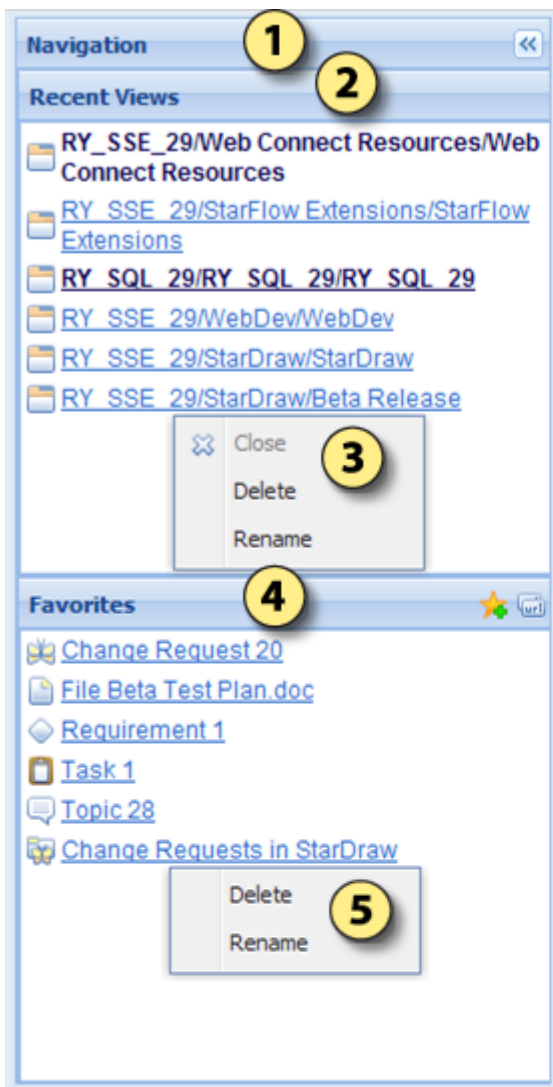 Navigation 1 «
2
Recent Views
RY_SSE_29/Web Connect Resources/Web
Connect Resources
RY_SSE_29/StarFlow Extensions/StarFlow
Extensions
RY_SQL_29/RY_SQL_29/RY_SQL_29
RY_SSE_29/WebDev/WebDev
RY_SSE_29/StarDraw/StarDraw
RY_SSE_29/StarDraw/Beta Release
Close
3
Delete
Rename
Favorites 4 url
Change Request 20
File Beta Test Plan.doc
Requirement 1
Task 1
Topic 28
Change Requests in StarDraw
Delete
5
Rename